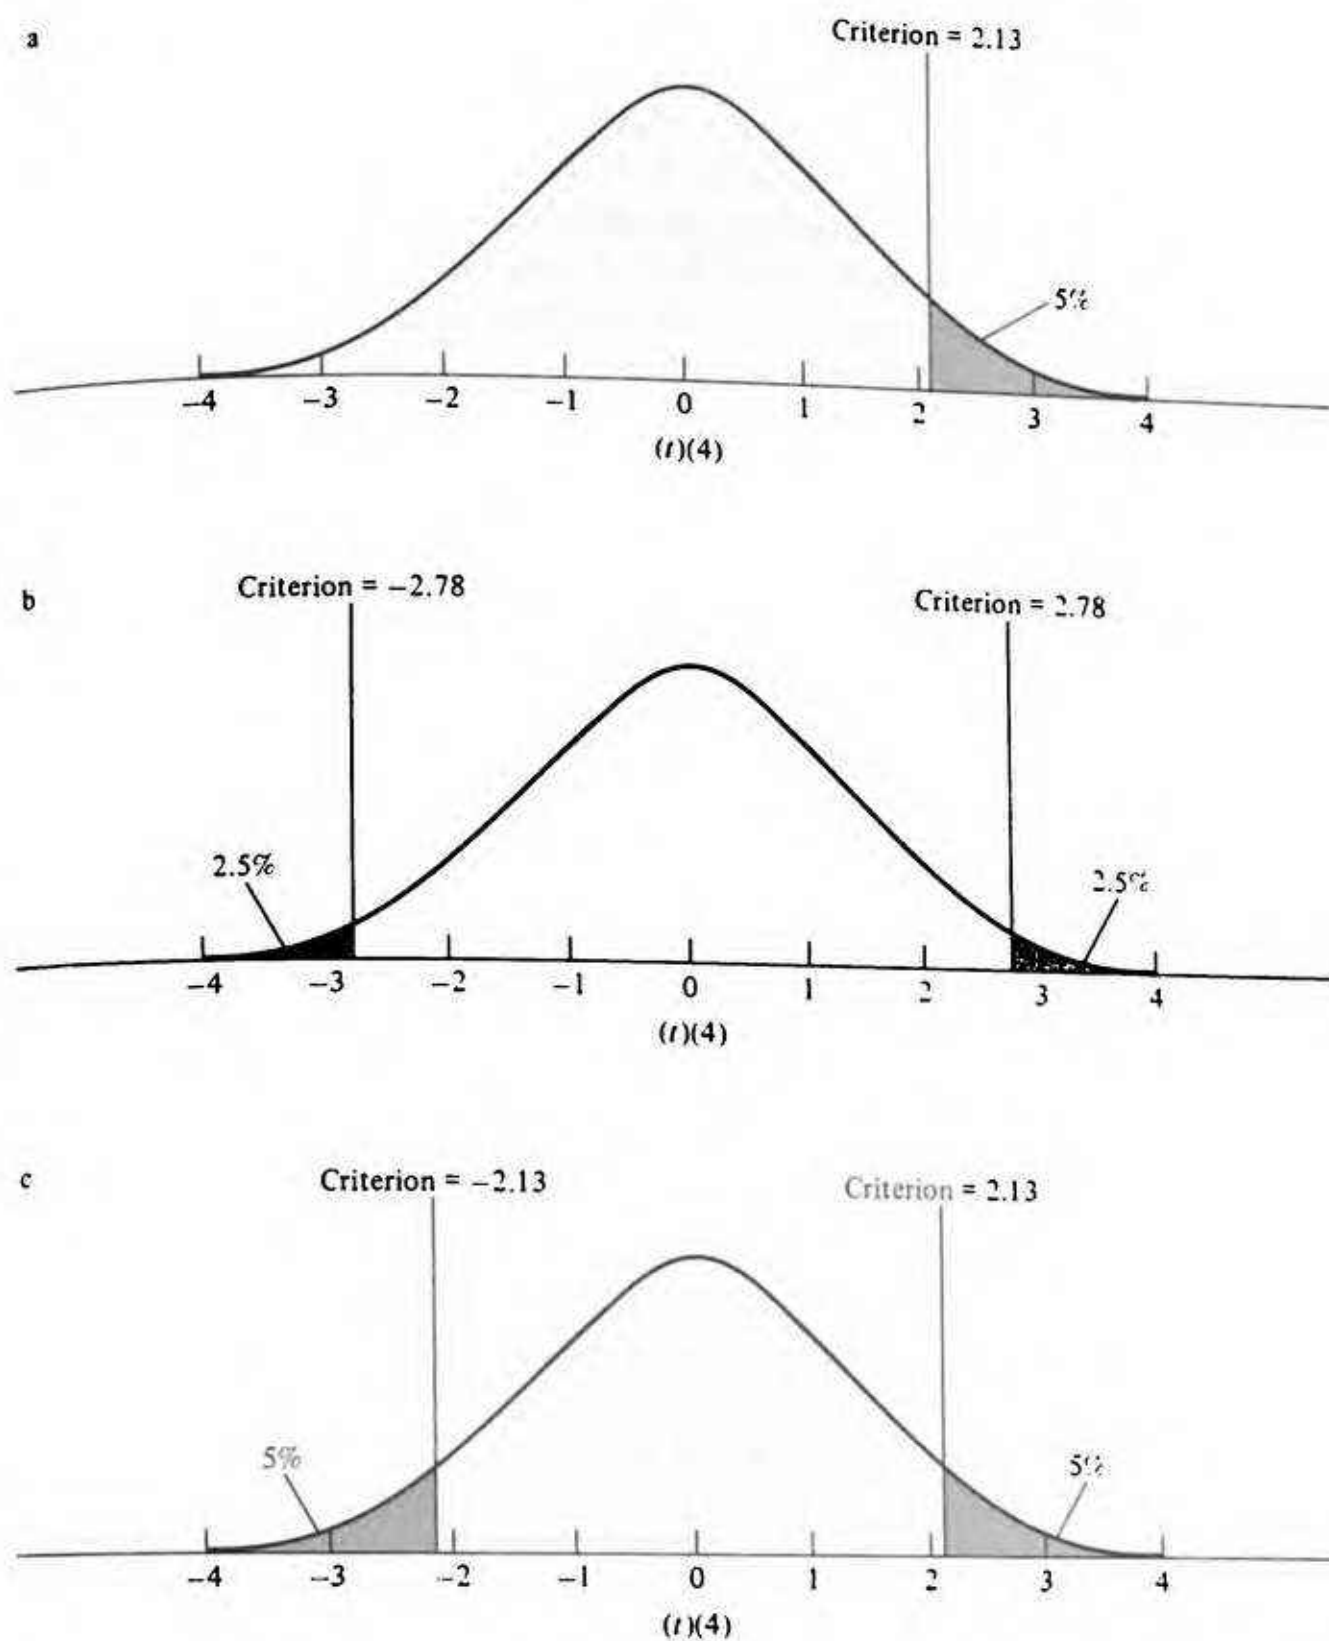 a
Criterion = 2.13
5%
−4 −3 −2 −1 0 1 2 3 4
(t)(4)
b
Criterion = −2.78
Criterion = 2.78
2.5%
2.5%
−4 −3 −2 −1 0 1 2 3 4
(t)(4)
c
Criterion = −2.13
Criterion = 2.13
5%
5%
−4 −3 −2 −1 0 1 2 3 4
(t)(4)